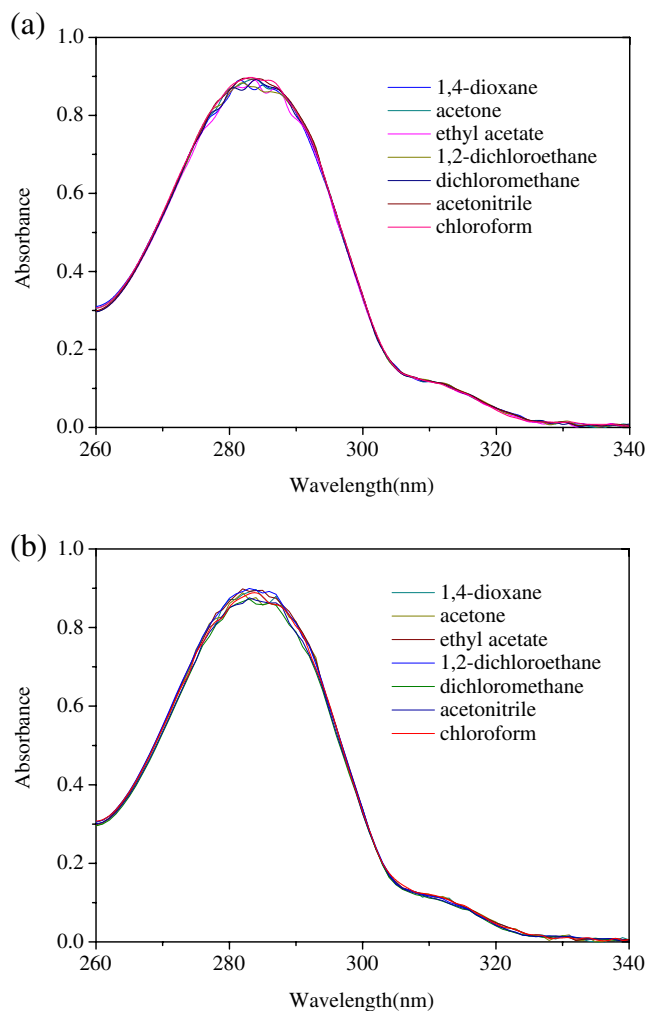 (a)
1.0
0.8
0.6
0.4
0.2
0.0
Absorbance
1,4-dioxane
acetone
ethyl acetate
1,2-dichloroethane
dichloromethane
acetonitrile
chloroform
260 280 300 320 340
Wavelength(nm)
(b)
1.0
0.8
0.6
0.4
0.2
0.0
Absorbance
1,4-dioxane
acetone
ethyl acetate
1,2-dichloroethane
dichloromethane
acetonitrile
chloroform
260 280 300 320 340
Wavelength(nm)